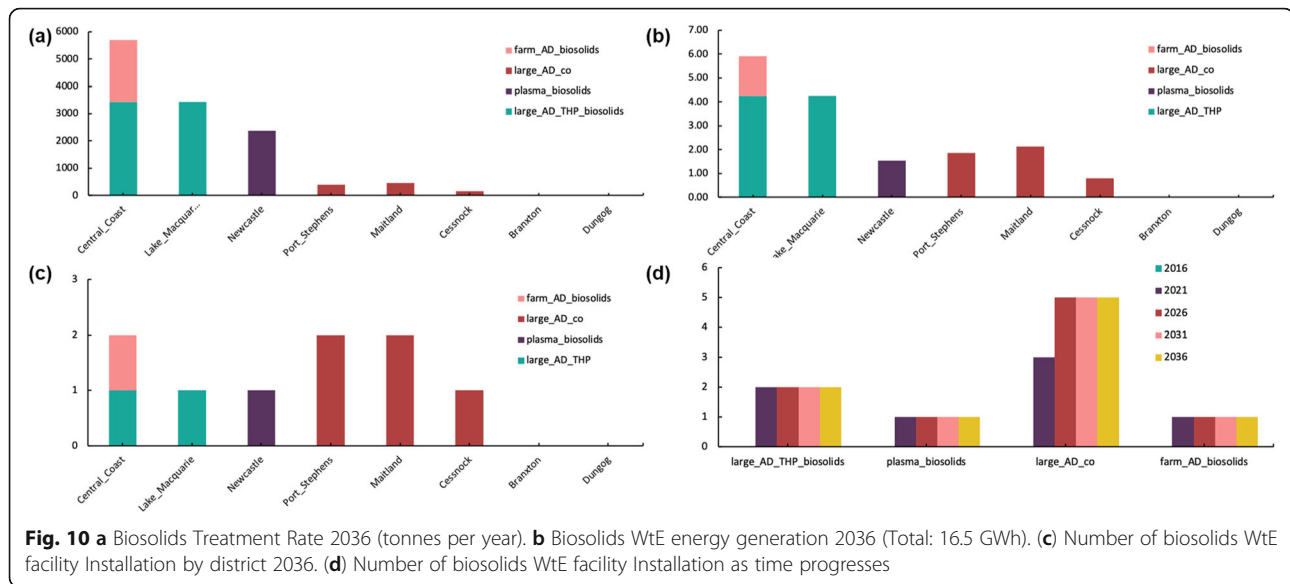 (a)
6000
5000
4000
3000
2000
1000
0
farm_AD_biosolids
large_AD_co
plasma_biosolids
large_AD_THP_biosolids
Central_Coast
Lake_Macquar...
Newcastle
Port_Stephens
Maitland
Cessnock
Branxton
Dungog
(b)
7.00
6.00
5.00
4.00
3.00
2.00
1.00
0.00
farm_AD_biosolids
large_AD_co
plasma_biosolids
large_AD_THP
Central_Coast
Lake_Macquarie
Newcastle
Port_Stephens
Maitland
Cessnock
Branxton
Dungog
(c)
3
2
1
0
farm_AD_biosolids
large_AD_co
plasma_biosolids
large_AD_THP
Central_Coast
Lake_Macquarie
Newcastle
Port_Stephens
Maitland
Cessnock
Branxton
Dungog
(d)
6
5
4
3
2
1
0
2016
2021
2026
2031
2036
large_AD_THP_biosolids
plasma_biosolids
large_AD_co
farm_AD_biosolids
Fig. 10 a Biosolids Treatment Rate 2036 (tonnes per year). b Biosolids WtE energy generation 2036 (Total: 16.5 GWh). (c) Number of biosolids WtE
facility Installation by district 2036. (d) Number of biosolids WtE facility Installation as time progresses